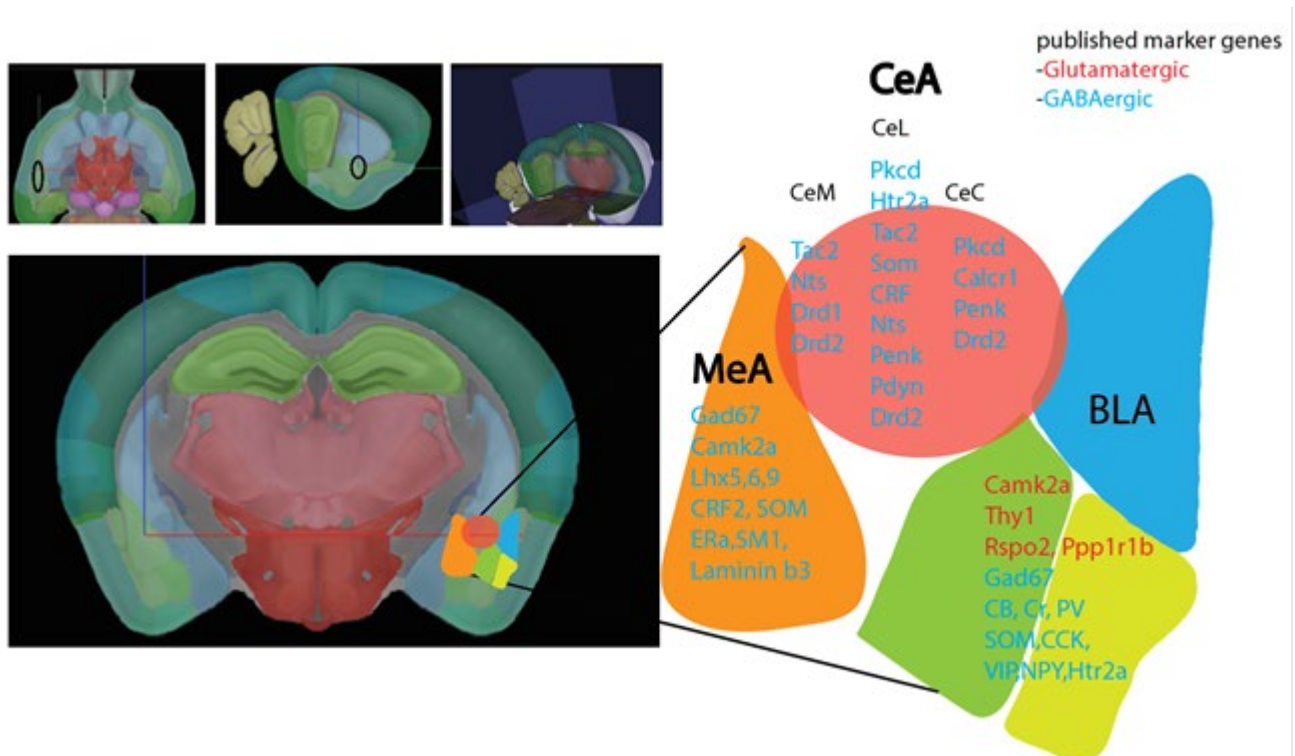 published marker genes
-Glutamatergic
-GABAergic
CeA
CeL
Pkcd
Htr2a
Tac2
Som
CRF
Nts
Penk
Pdyn
Drd2
CeM
Tac2
Nts
Drd1
Drd2
CeC
Pkcd
Calcr1
Penk
Drd2
MeA
Gad67
Camk2a
Lhx5,6,9
CRF2, SOM
ERa,SM1,
Laminin b3
BLA
Camk2a
Thy1
Rspo2, Ppp1r1b
Gad67
CB, Cr, PV
SOM,CCK,
VIP,NPY,Htr2a